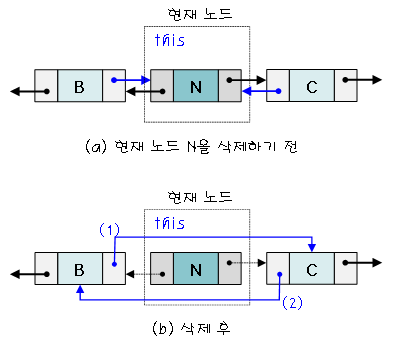 현재 노드
this
B
N
C
(a) 현재 노드 N을 삭제하기 전
현재 노드
this
(1)
B
N
C
(2)
(b) 삭제 후